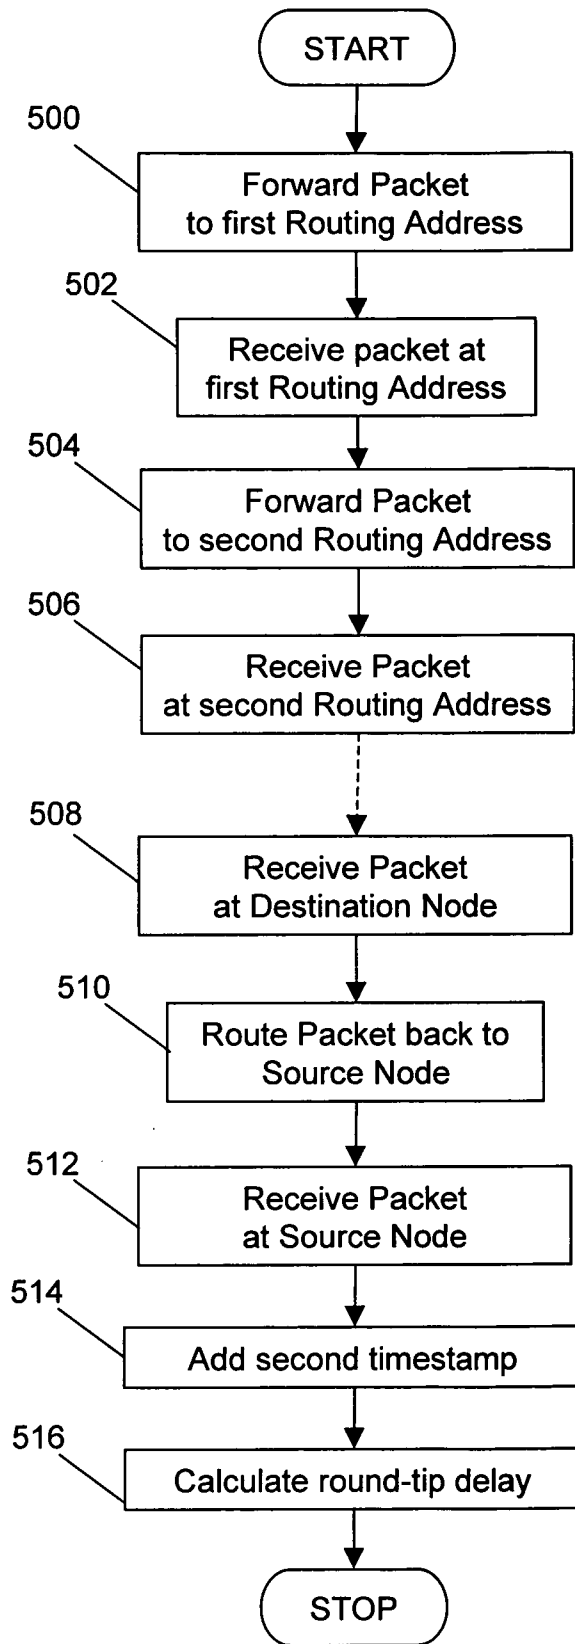 START
500
Forward Packet
to first Routing Address
502
Receive packet at
first Routing Address
504
Forward Packet
to second Routing Address
506
Receive Packet
at second Routing Address
508
Receive Packet
at Destination Node
510
Route Packet back to
Source Node
512
Receive Packet
at Source Node
514
Add second timestamp
516
Calculate round-tip delay
STOP